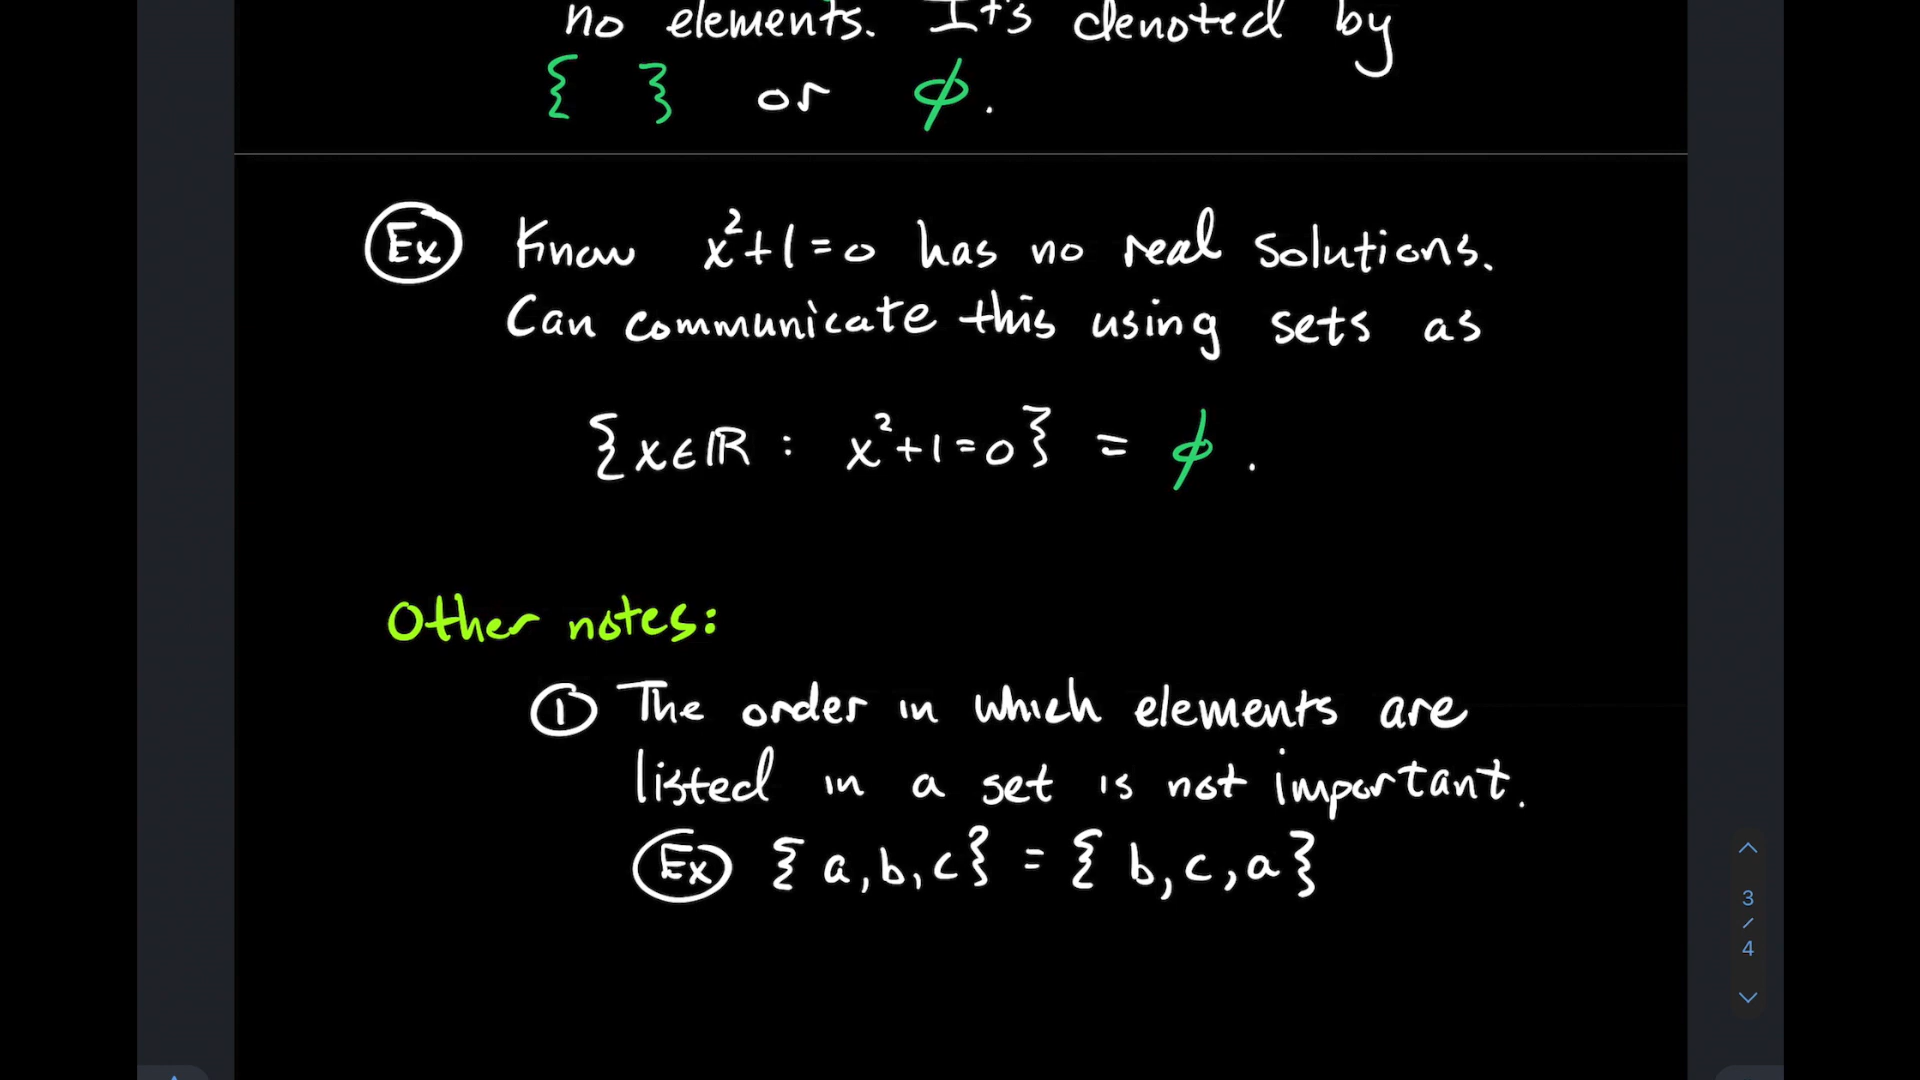 no elements. It's denoted by
{ } or ϕ.
Ex Know x²+1=0 has no real solutions.
Can communicate this using sets as
{x∈ℝ : x²+1=0} = ϕ.
Other notes:
① The order in which elements are
listed in a set is not important.
Ex { a,b,c} = { b,c,a}
3
/
4